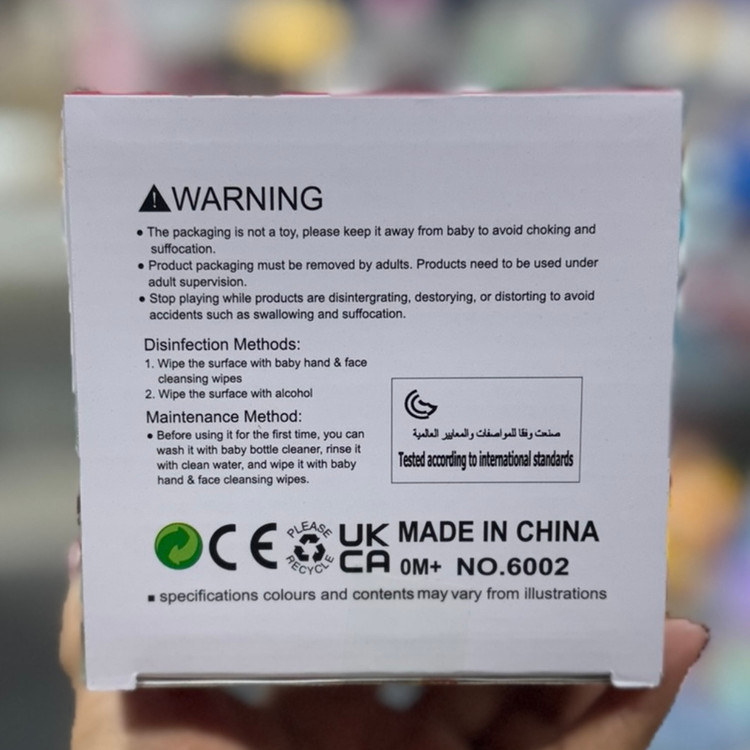 WARNING
• The packaging is not a toy, please keep it away from baby to avoid choking and
suffocation.
• Product packaging must be removed by adults. Products need to be used under
adult supervision.
• Stop playing while products are disintergrating, destorying, or distorting to avoid
accidents such as swallowing and suffocation.
Disinfection Methods:
1. Wipe the surface with baby hand & face
cleansing wipes
2. Wipe the surface with alcohol
Maintenance Method:
• Before using it for the first time, you can
wash it with baby bottle cleaner, rinse it
with clean water, and wipe it with baby
hand & face cleansing wipes.
صنعت وفقا للمواصفات والمعايير العالمية
Tested according to international standards
CE
PLEASE
RECYCLE
UK
CA
MADE IN CHINA
0M+ NO.6002
▪ specifications colours and contents may vary from illustrations